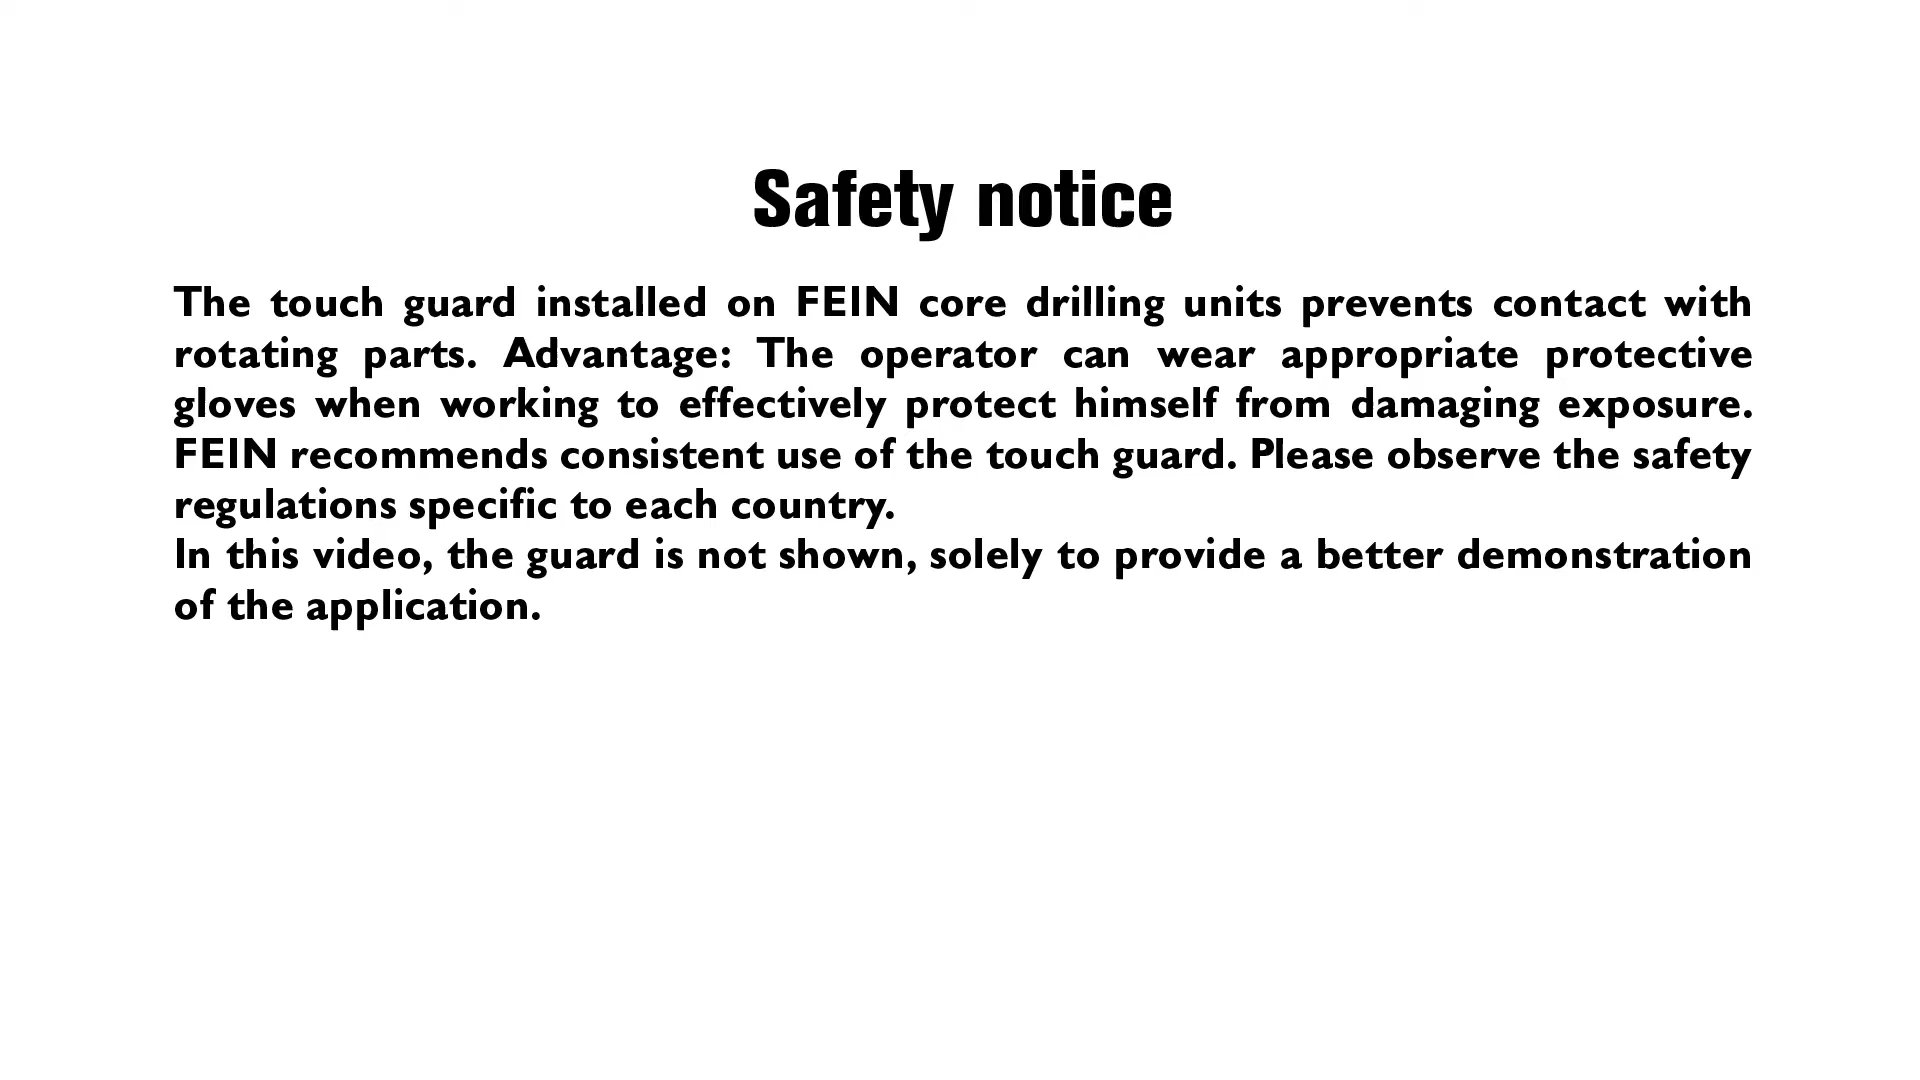 Safety notice
The touch guard installed on FEIN core drilling units prevents contact with
rotating parts. Advantage: The operator can wear appropriate protective
gloves when working to effectively protect himself from damaging exposure.
FEIN recommends consistent use of the touch guard. Please observe the safety
regulations specific to each country.
In this video, the guard is not shown, solely to provide a better demonstration
of the application.